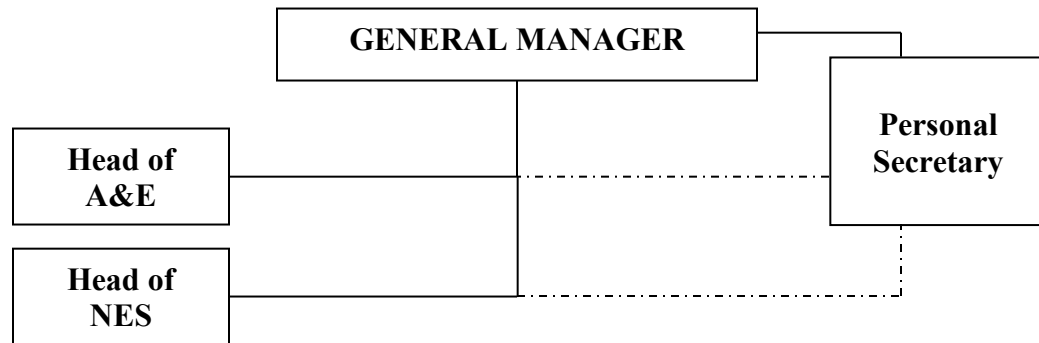 GENERAL MANAGER
Personal
Secretary
Head of
A&E
Head of
NES